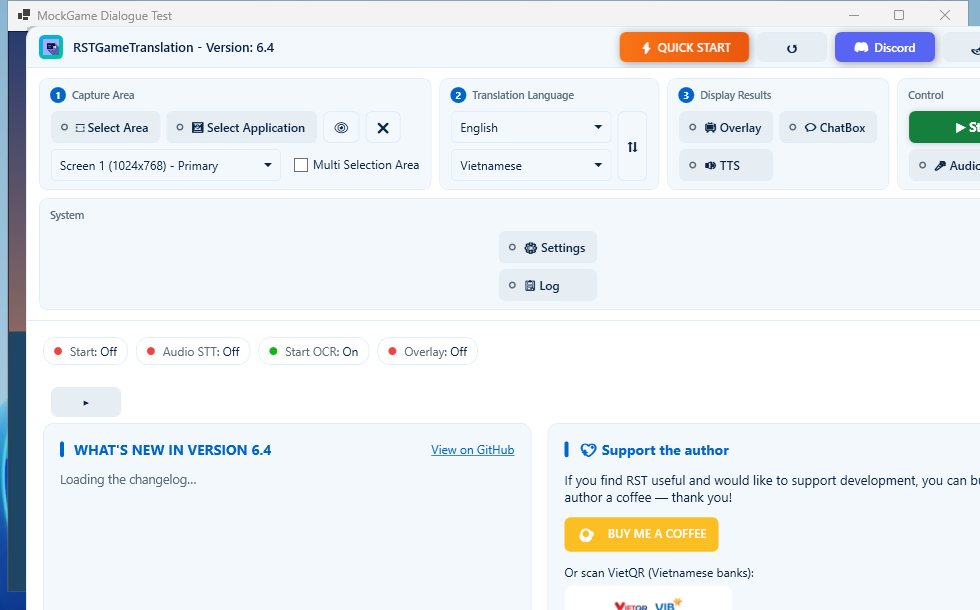 MockGame Dialogue Test
RSTGameTranslation - Version: 6.4
QUICK START
Discord
1 Capture Area
Select Area
Select Application
Screen 1 (1024x768) - Primary
Multi Selection Area
2 Translation Language
English
Vietnamese
3 Display Results
Overlay
ChatBox
TTS
Control
St
Audio
System
Settings
Log
Start: Off
Audio STT: Off
Start OCR: On
Overlay: Off
WHAT'S NEW IN VERSION 6.4
View on GitHub
Loading the changelog...
Support the author
If you find RST useful and would like to support development, you can bu
author a coffee — thank you!
BUY ME A COFFEE
Or scan VietQR (Vietnamese banks):
VIETQR VIB